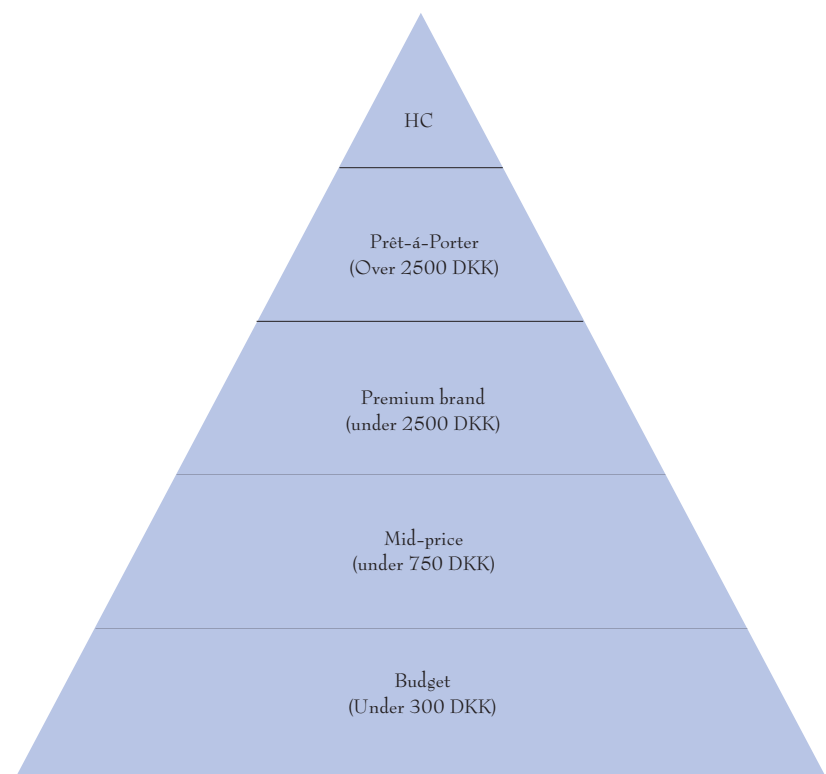 HC
Prêt-á-Porter
(Over 2500 DKK)
Premium brand
(under 2500 DKK)
Mid-price
(under 750 DKK)
Budget
(Under 300 DKK)